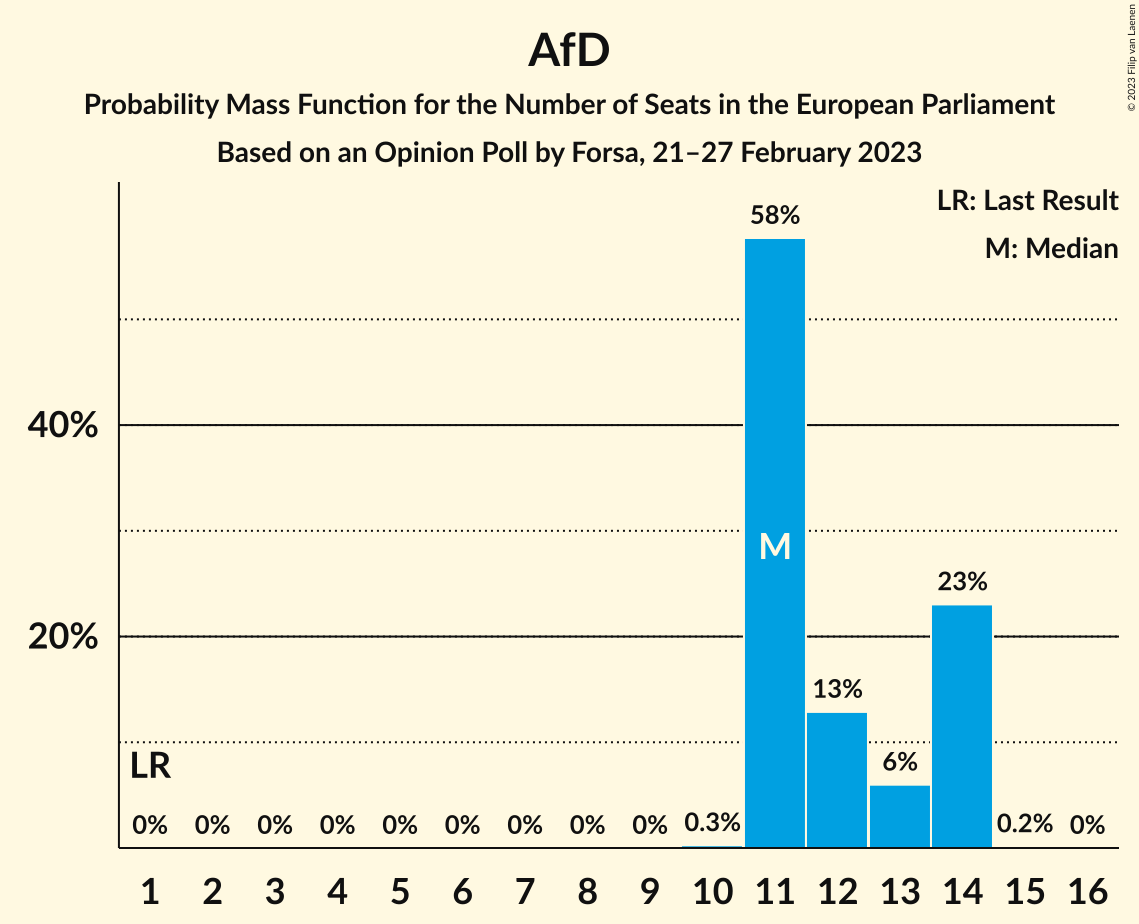 AfD
Probability Mass Function for the Number of Seats in the European Parliament
Based on an Opinion Poll by Forsa, 21–27 February 2023
© 2023 Filip van Laenen
LR: Last Result
M: Median
58%
40%
M
23%
20%
13%
6%
LR
0% 0% 0% 0% 0% 0% 0% 0% 0% 0.3% 0.2% 0%
1 2 3 4 5 6 7 8 9 10 11 12 13 14 15 16